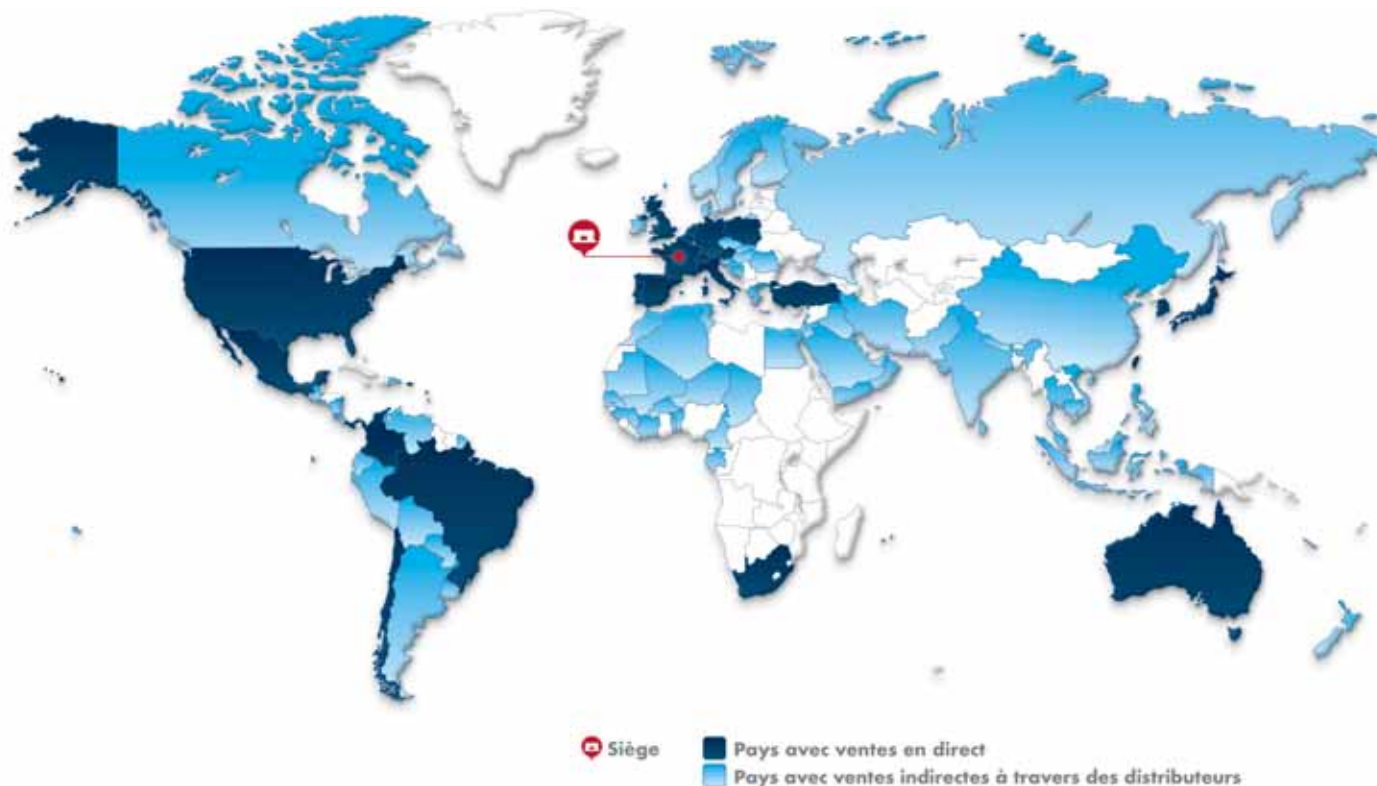 Siège
Pays avec ventes en direct
Pays avec ventes indirectes à travers des distributeurs